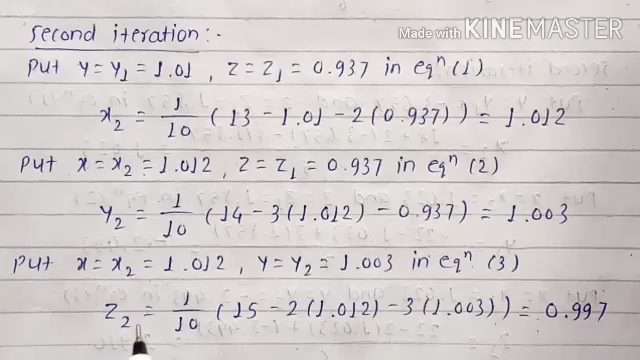 Made with KINEMASTER
second iteration:-
Put Y = Y₁ = 1.01 , Z = Z₁ = 0.937 in eqⁿ (1)
x₂ = 1/10 (13 - 1.01 - 2(0.937)) = 1.012
Put x = x₂ = 1.012 , Z = Z₁ = 0.937 in eqⁿ (2)
Y₂ = 1/10 (14 - 3(1.012) - 0.937) = 1.003
Put x = x₂ = 1.012 , Y = Y₂ = 1.003 in eqⁿ (3)
Z₂ = 1/10 (15 - 2(1.012) - 3(1.003)) = 0.997